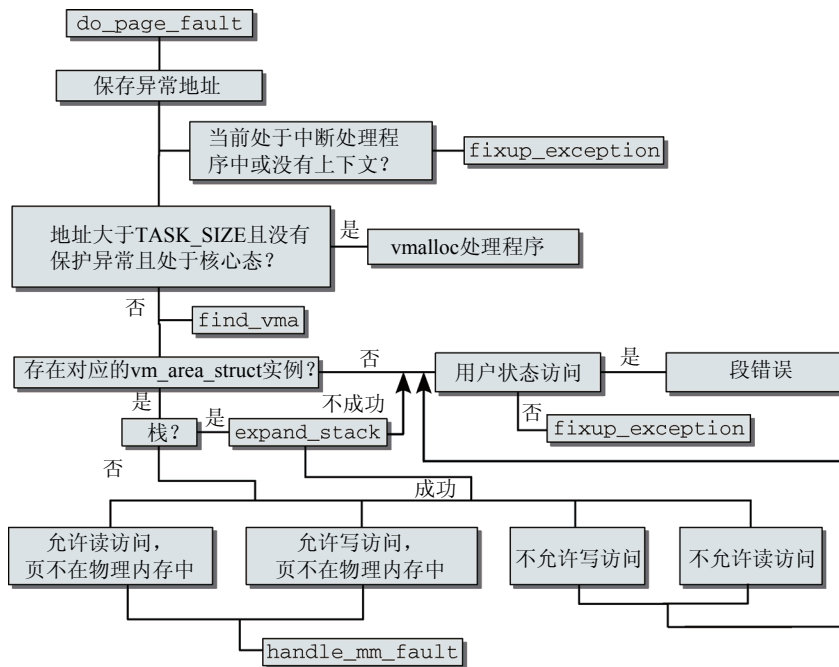 do_page_fault
保存异常地址
当前处于中断处理程
序中或没有上下文?
fixup_exception
地址大于TASK_SIZE且没有
保护异常且处于核心态?
是
vmalloc处理程序
否
find_vma
存在对应的vm_area_struct实例?
否
用户状态访问
是
段错误
是
不成功
否
栈?
是
expand_stack
fixup_exception
否
成功
允许读访问,
页不在物理内存中
允许写访问,
页不在物理内存中
不允许写访问
不允许读访问
handle_mm_fault